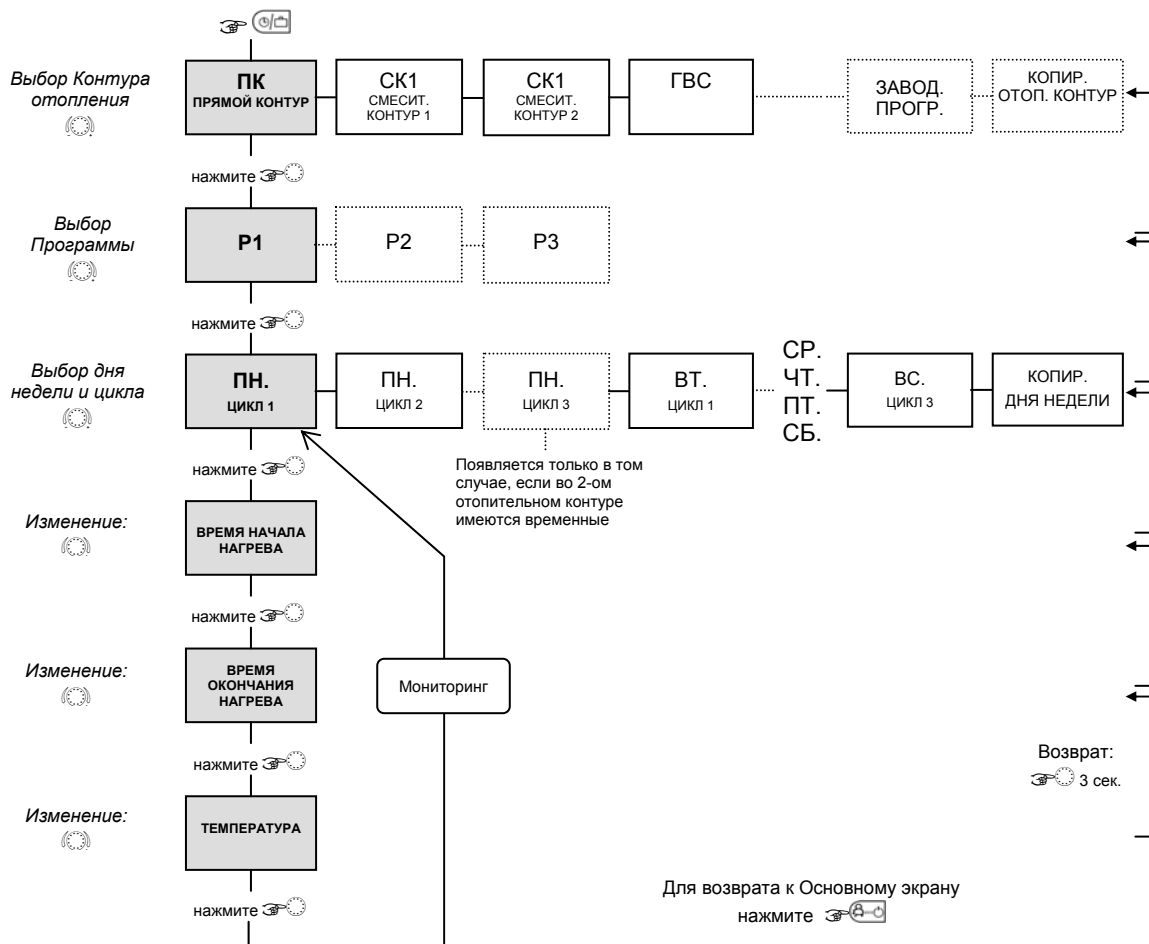 Выбор Контура
отопления
ПК
ПРЯМОЙ КОНТУР
СК1
СМЕСИТ.
КОНТУР 1
СК1
СМЕСИТ.
КОНТУР 2
ГВС
ЗАВОД.
ПРОГР.
КОПИР.
ОТОП. КОНТУР
нажмите
Выбор
Программы
P1
P2
P3
нажмите
Выбор дня
недели и цикла
ПН.
ЦИКЛ 1
ПН.
ЦИКЛ 2
ПН.
ЦИКЛ 3
ВТ.
ЦИКЛ 1
СР.
ЧТ.
ПТ.
СБ.
ВС.
ЦИКЛ 3
КОПИР.
ДНЯ НЕДЕЛИ
нажмите
Появляется только в том
случае, если во 2-ом
отопительном контуре
имеются временные
Изменение:
ВРЕМЯ НАЧАЛА
НАГРЕВА
нажмите
Изменение:
ВРЕМЯ
ОКОНЧАНИЯ
НАГРЕВА
Мониторинг
нажмите
Возврат:
3 сек.
Изменение:
ТЕМПЕРАТУРА
нажмите
Для возврата к Основному экрану
нажмите